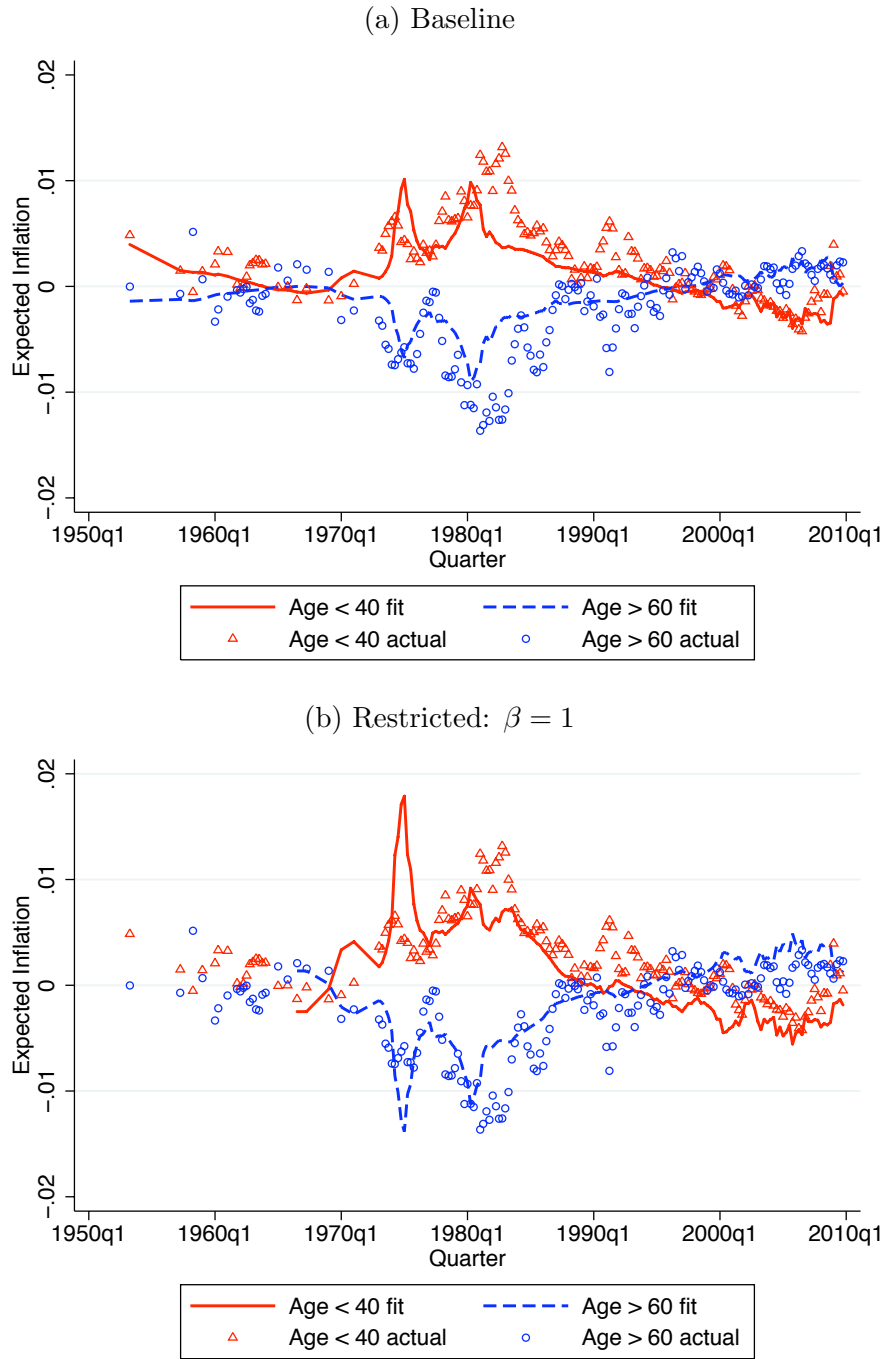 (a) Baseline
.02
.01
0
-.01
-.02
Expected Inflation
1950q1 1960q1 1970q1 1980q1 1990q1 2000q1 2010q1
Quarter
Age < 40 fit Age > 60 fit
Age < 40 actual Age > 60 actual
(b) Restricted: β = 1
.02
.01
0
-.01
-.02
Expected Inflation
1950q1 1960q1 1970q1 1980q1 1990q1 2000q1 2010q1
Quarter
Age < 40 fit Age > 60 fit
Age < 40 actual Age > 60 actual